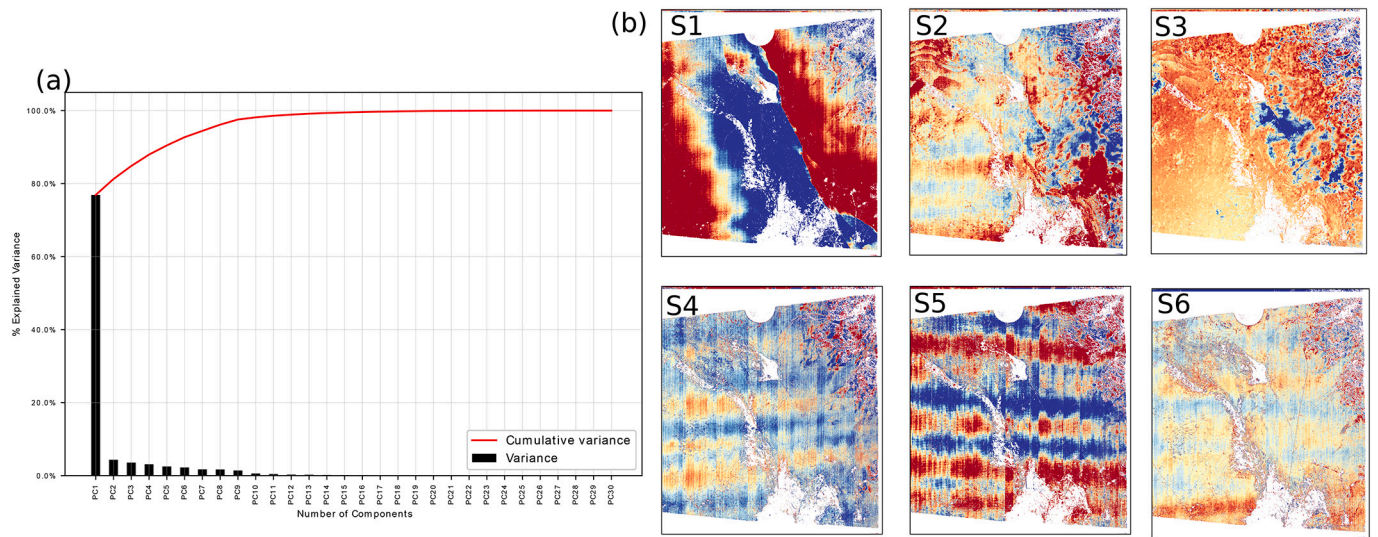 (a)
100.0%
80.0%
60.0%
40.0%
20.0%
0.0%
% Explained Variance
Cumulative variance
Variance
PC1 PC2 PC3 PC4 PC5 PC6 PC7 PC8 PC9 PC10 PC11 PC12 PC13 PC14 PC15 PC16 PC17 PC18 PC19 PC20 PC21 PC22 PC23 PC24 PC25 PC26 PC27 PC28 PC29 PC30
Number of Components
(b)
S1
S2
S3
S4
S5
S6